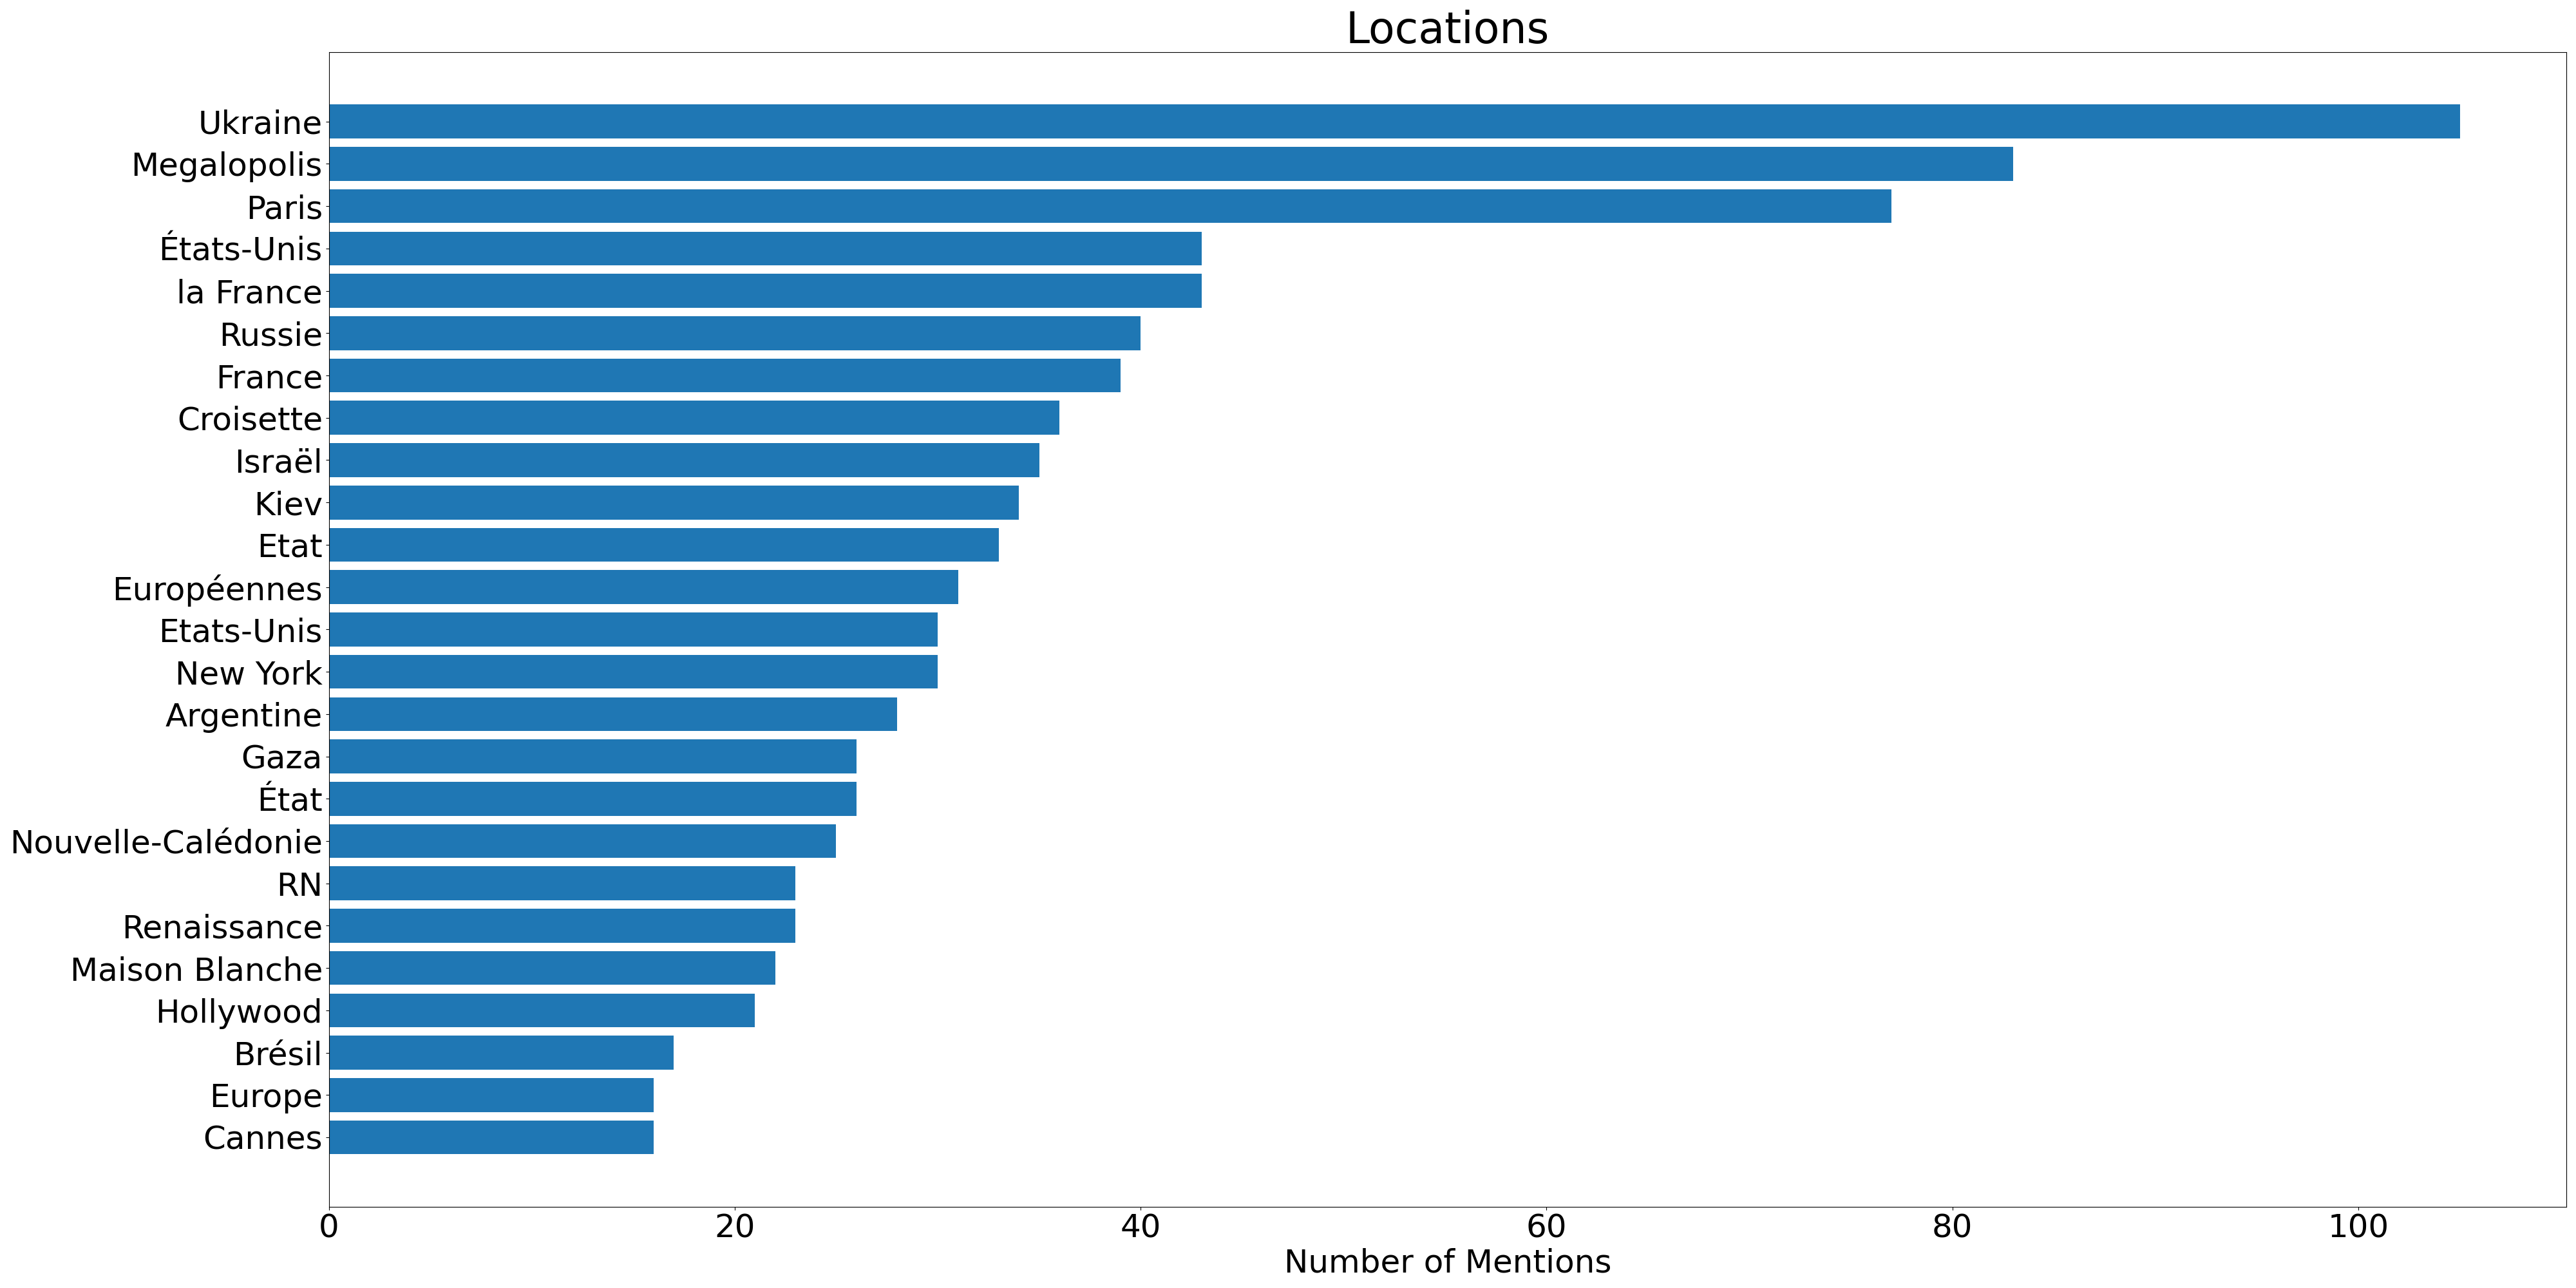 Locations
Ukraine
Megalopolis
Paris
États-Unis
la France
Russie
France
Croisette
Israël
Kiev
Etat
Européennes
Etats-Unis
New York
Argentine
Gaza
État
Nouvelle-Calédonie
RN
Renaissance
Maison Blanche
Hollywood
Brésil
Europe
Cannes
0 20 40 60 80 100
Number of Mentions